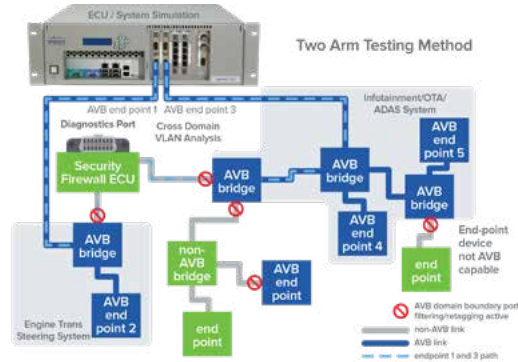 ECU / System Simulation
Two Arm Testing Method
AVB end point 1
AVB end point 3
Infotainment/OTA/
ADAS System
Diagnostics Port
Cross Domain
VLAN Analysis
Security
Firewall ECU
AVB
bridge
AVB
bridge
AVB
end
point 5
AVB
bridge
AVB
bridge
non-
AVB
bridge
AVB
end
point
AVB
end
point 4
end
point
End-point
device
not AVB
capable
AVB
end
point 2
Engine Trans
Steering System
end
point
AVB domain boundary port
filtering/retagging active
non-AVB link
AVB link
endpoint 1 and 3 path